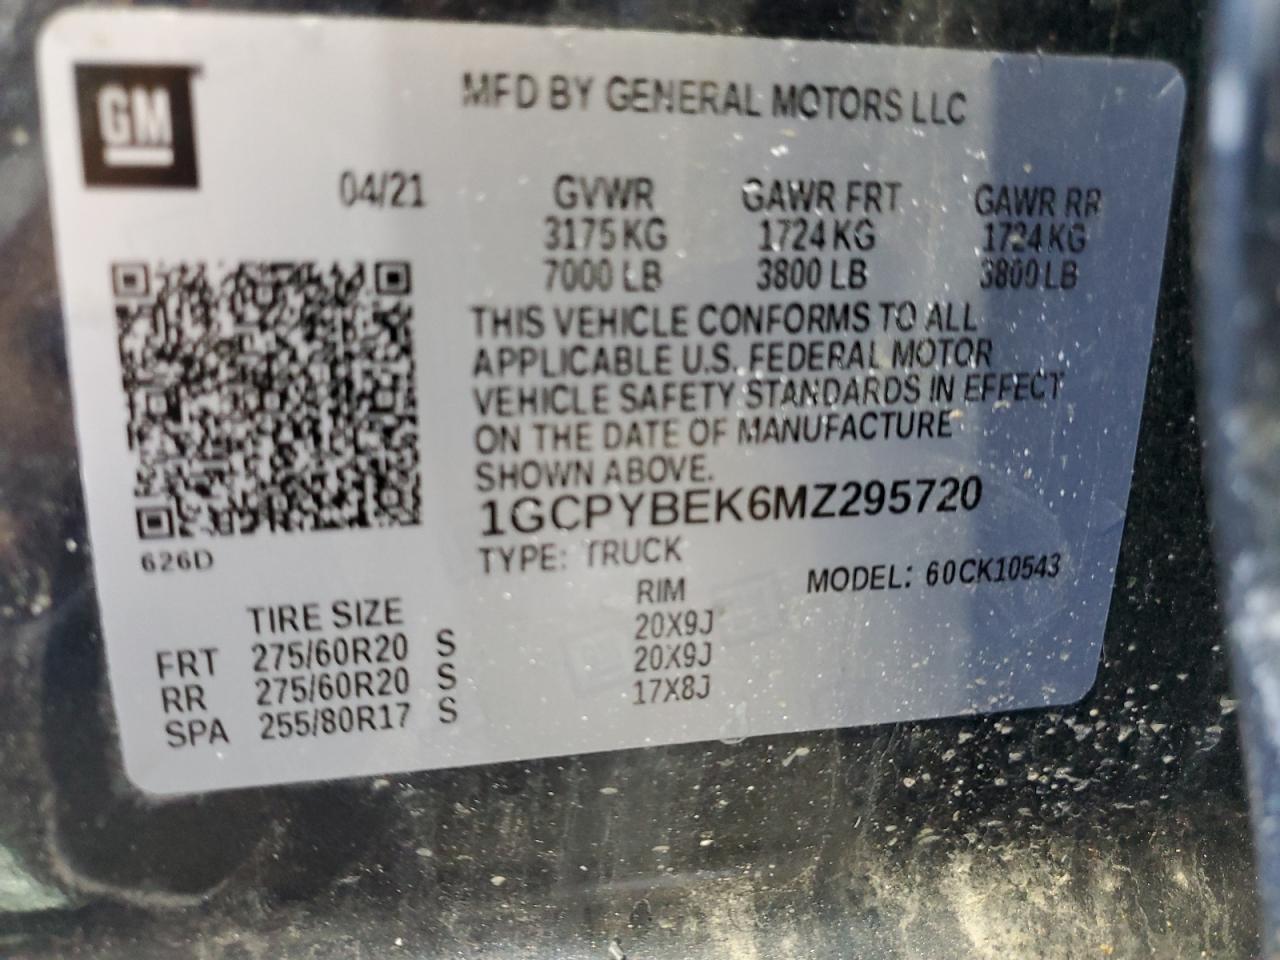 GM
MFD BY GENERAL MOTORS LLC
04/21
GVWR GAWR FRT GAWR RR
3175 KG 1724 KG 1724 KG
7000 LB 3800 LB 3800 LB
THIS VEHICLE CONFORMS TO ALL
APPLICABLE U.S. FEDERAL MOTOR
VEHICLE SAFETY STANDARDS IN EFFECT
ON THE DATE OF MANUFACTURE
SHOWN ABOVE.
1GCPYBEK6MZ295720
626D
TYPE: TRUCK
MODEL: 60CK10543
TIRE SIZE RIM
FRT 275/60R20 S 20X9J
RR 275/60R20 S 20X9J
SPA 255/80R17 S 17X8J